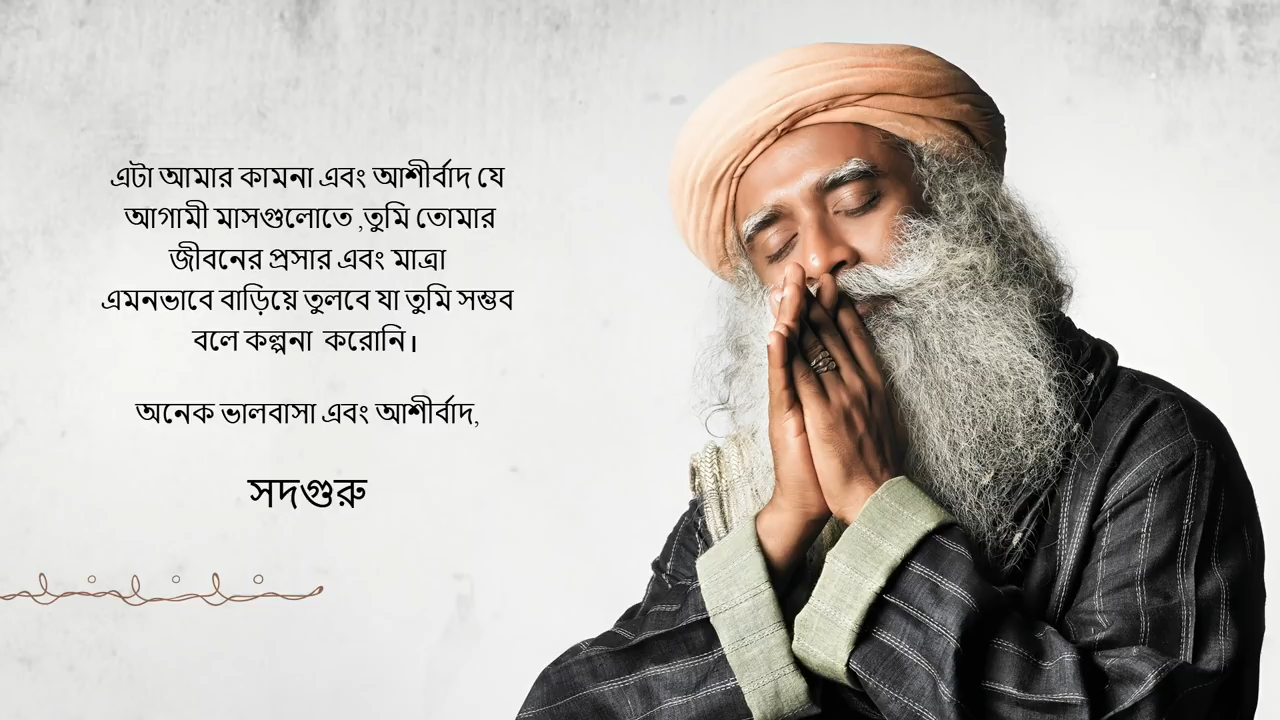 এটা আমার কামনা এবং আশীর্বাদ যে
আগামী মাসগুলোতে ,তুমি তোমার
জীবনের প্রসার এবং মাত্রা
এমনভাবে বাড়িয়ে তুলবে যা তুমি সম্ভব
বলে কল্পনা  করোনি।
অনেক ভালবাসা এবং আশীর্বাদ,
সদগুরু